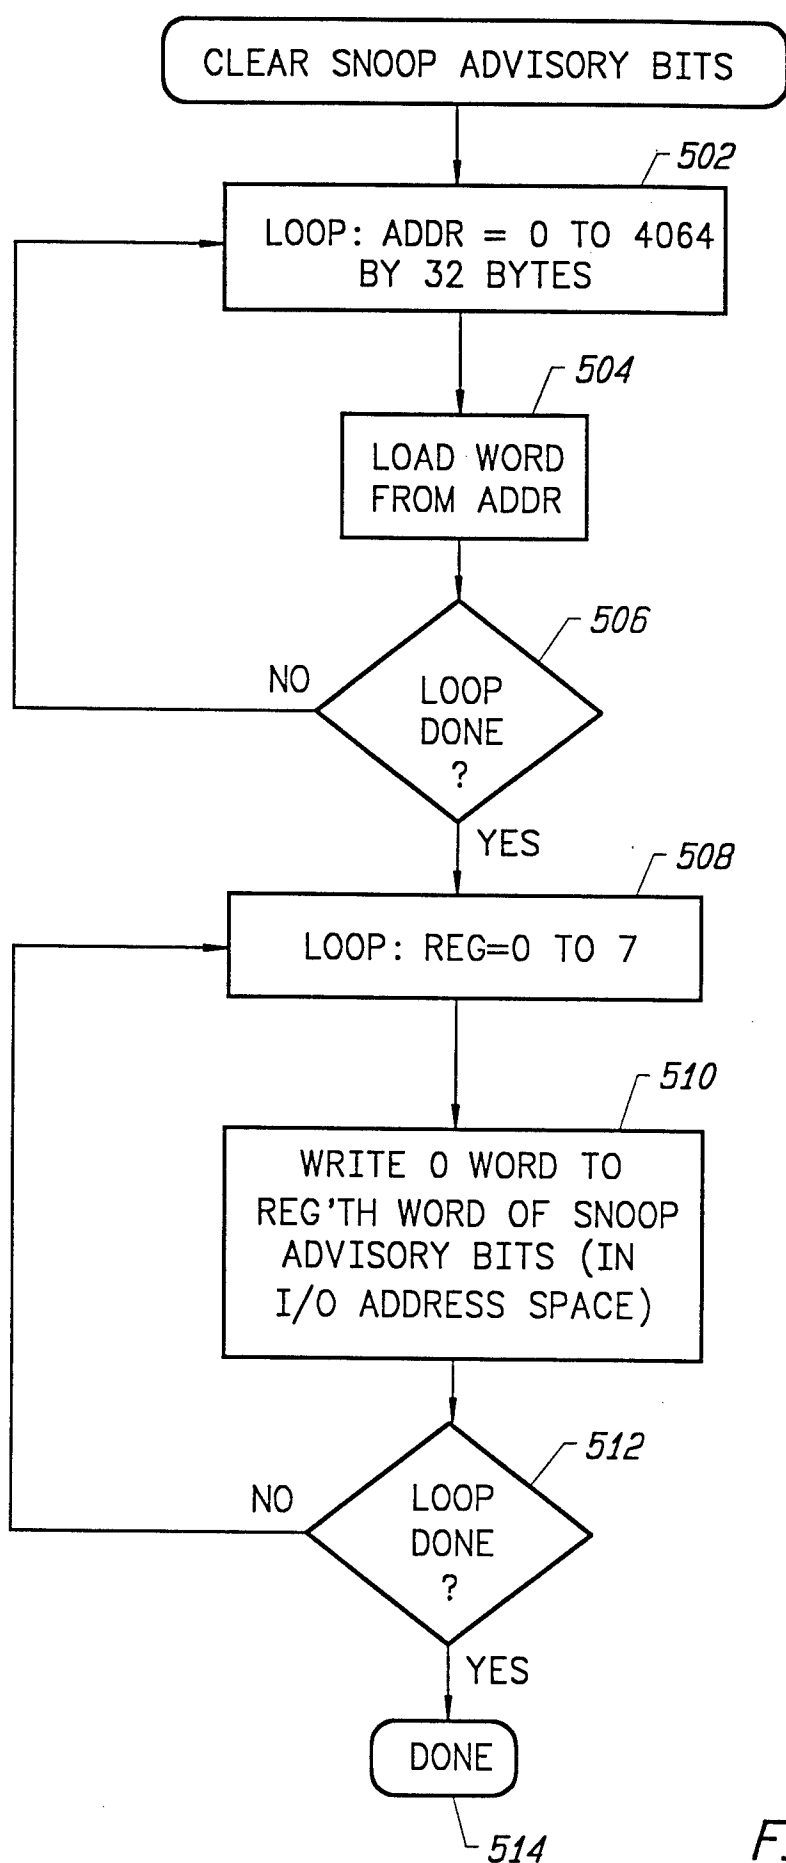 CLEAR SNOOP ADVISORY BITS
502
LOOP: ADDR = 0 TO 4064
BY 32 BYTES
504
LOAD WORD
FROM ADDR
506
NO
LOOP
DONE
?
YES
508
LOOP: REG=0 TO 7
510
WRITE 0 WORD TO
REG'TH WORD OF SNOOP
ADVISORY BITS (IN
I/O ADDRESS SPACE)
512
NO
LOOP
DONE
?
YES
DONE
514